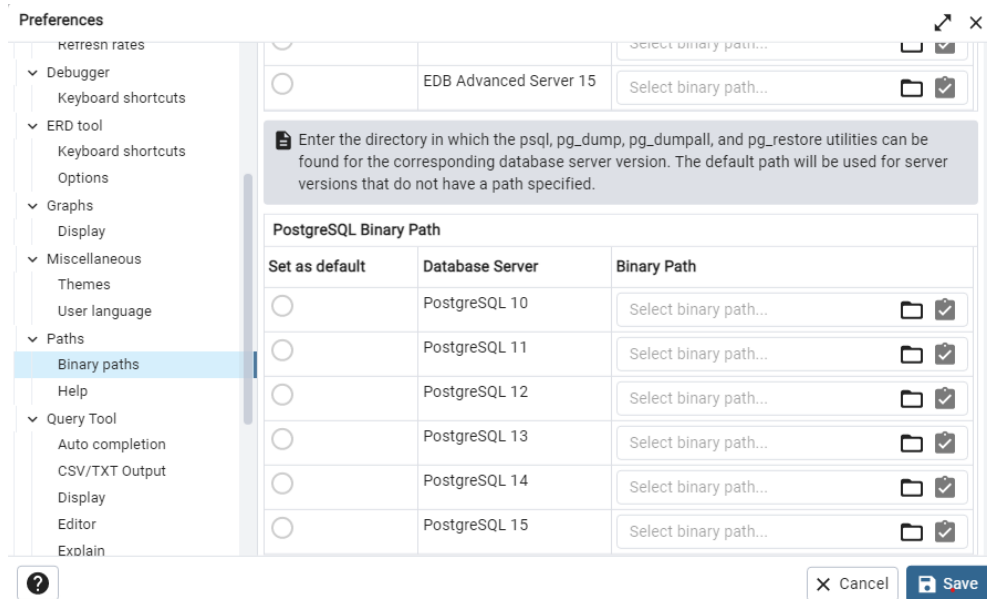 Preferences
Refresh rates
Debugger
Keyboard shortcuts
ERD tool
Keyboard shortcuts
Options
Graphs
Display
Miscellaneous
Themes
User language
Paths
Binary paths
Help
Query Tool
Auto completion
CSV/TXT Output
Display
Editor
Explain
Select binary path...
EDB Advanced Server 15 Select binary path...
Enter the directory in which the psql, pg_dump, pg_dumpall, and pg_restore utilities can be
found for the corresponding database server version. The default path will be used for server
versions that do not have a path specified.
PostgreSQL Binary Path
Set as default Database Server Binary Path
PostgreSQL 10 Select binary path...
PostgreSQL 11 Select binary path...
PostgreSQL 12 Select binary path...
PostgreSQL 13 Select binary path...
PostgreSQL 14 Select binary path...
PostgreSQL 15 Select binary path...
? X Cancel Save